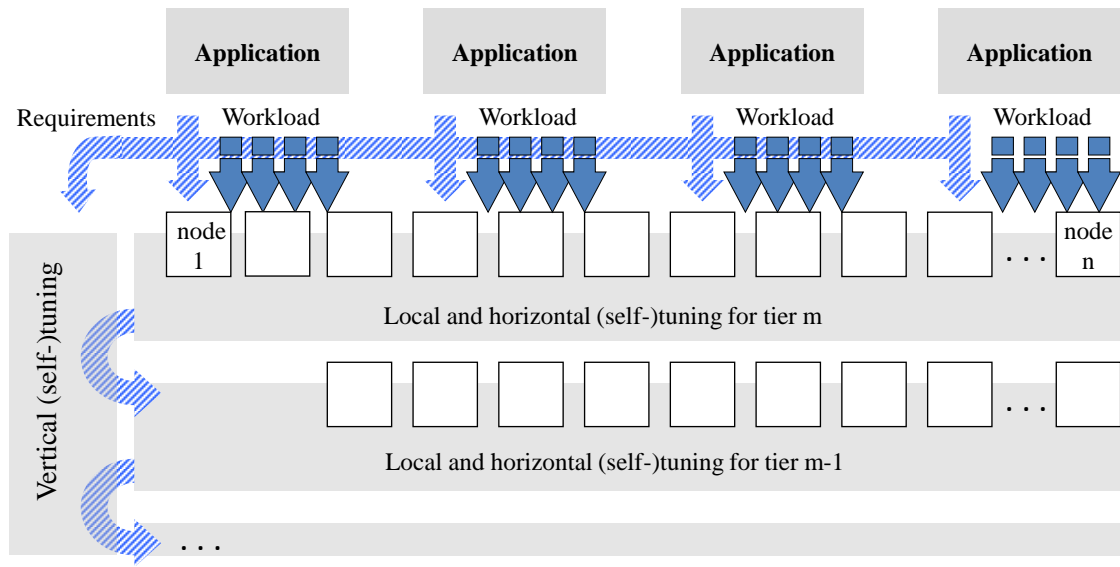 Application
Application
Application
Application
Requirements
Workload
Workload
Workload
Workload
node
1
. . .
node
n
Local and horizontal (self-)tuning for tier m
Vertical (self-)tuning
. . .
Local and horizontal (self-)tuning for tier m-1
. . .